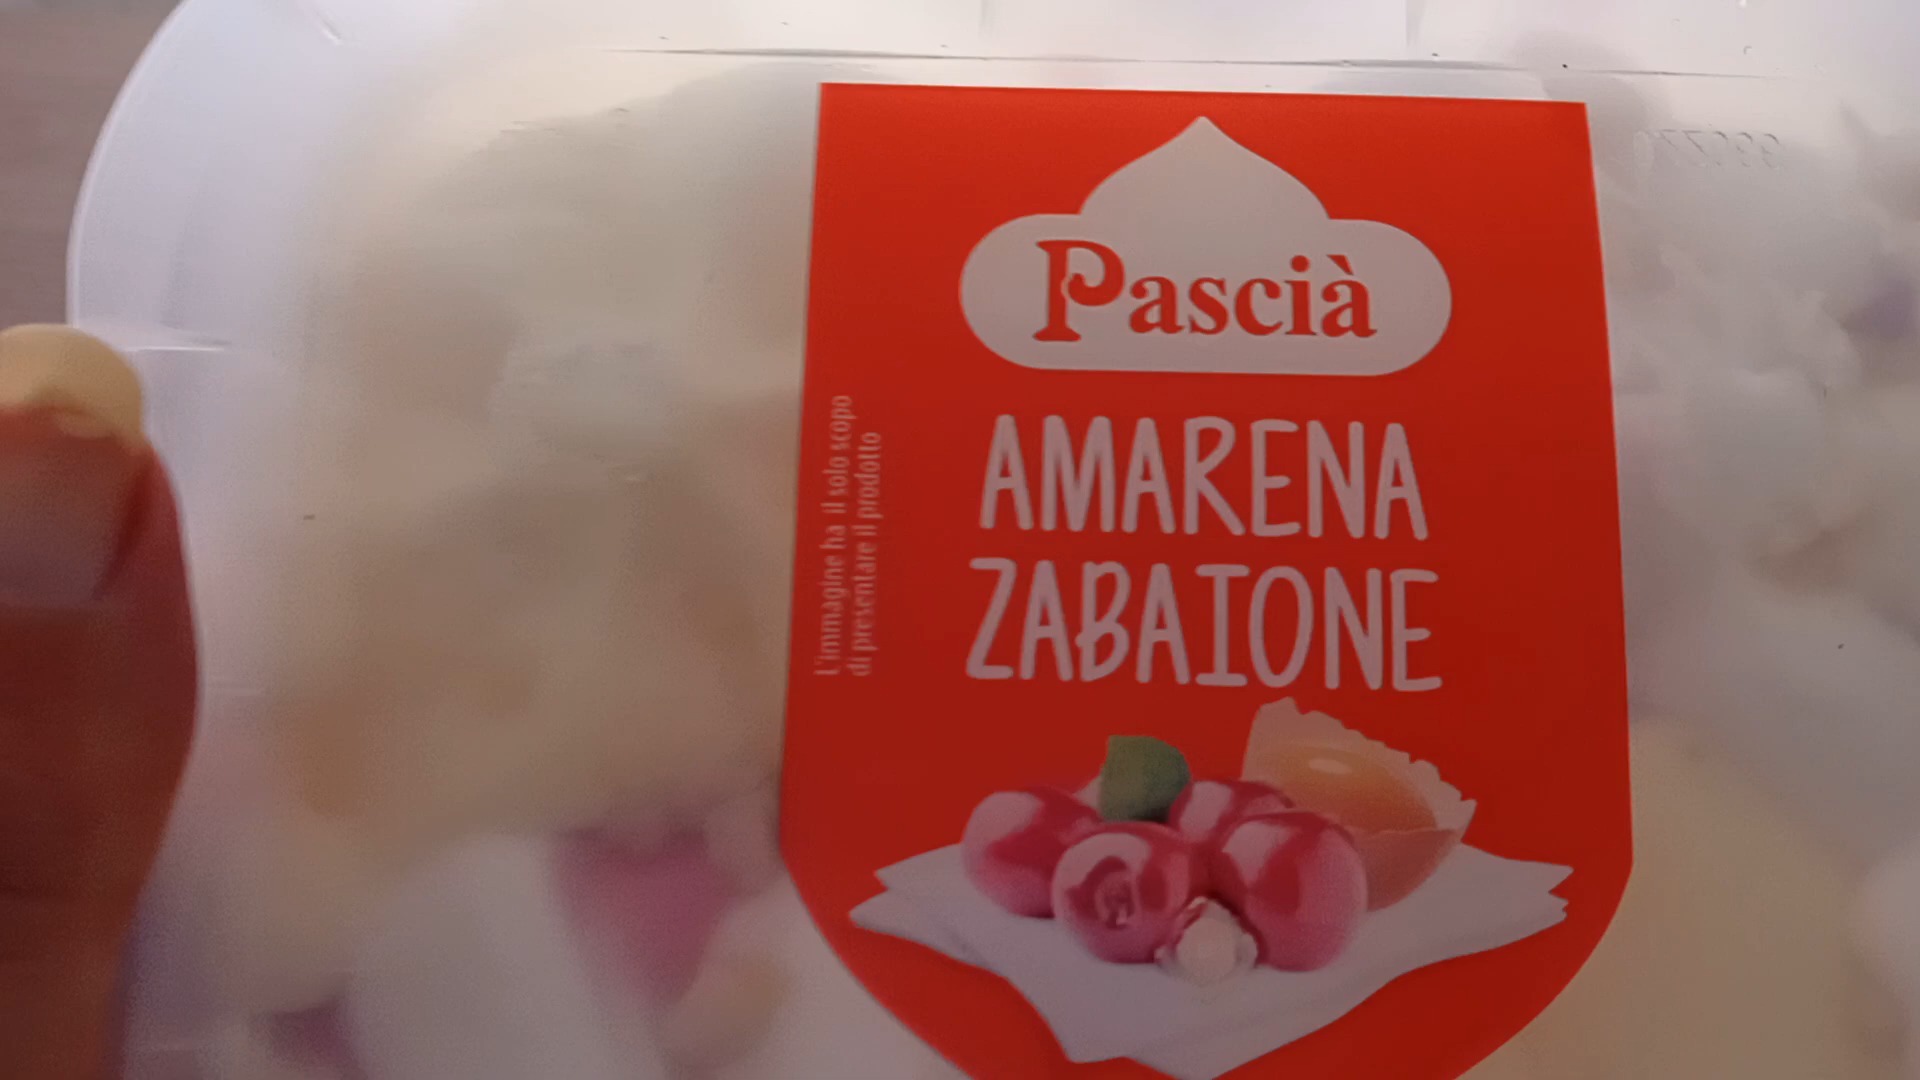 Pascià
AMARENA
ZABAIONE
L'immagine ha il solo scopo
di presentare il prodotto